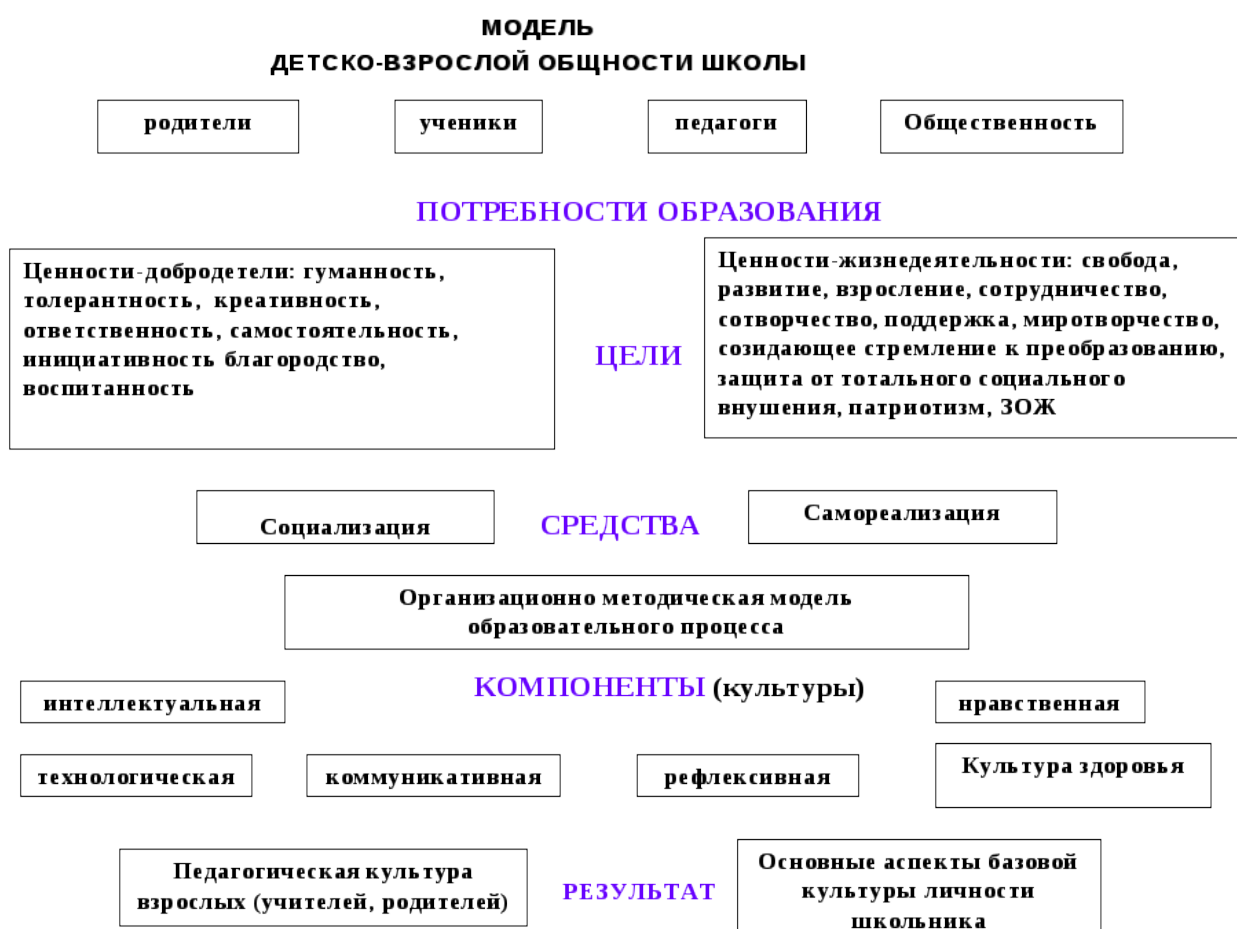 МОДЕЛЬ
ДЕТСКО-ВЗРОСЛОЙ ОБЩНОСТИ ШКОЛЫ
родители
ученики
педагоги
Общественность
ПОТРЕБНОСТИ ОБРАЗОВАНИЯ
Ценности-добродетели: гуманность,
толерантность, креативность,
ответственность, самостоятельность,
инициативность благородство,
воспитанность
ЦЕЛИ
Ценности-жизнедеятельности: свобода,
развитие, взросление, сотрудничество,
сотворчество, поддержка, миротворчество,
созидающее стремление к преобразованию,
защита от тотального социального
внушения, патриотизм, ЗОЖ
Социализация
СРЕДСТВА
Самореализация
Организационно методическая модель
образовательного процесса
КОМПОНЕНТЫ (культуры)
интеллектуальная
нравственная
технологическая
коммуникативная
рефлексивная
Культура здоровья
Педагогическая культура
взрослых (учителей, родителей)
РЕЗУЛЬТАТ
Основные аспекты базовой
культуры личности
школьника